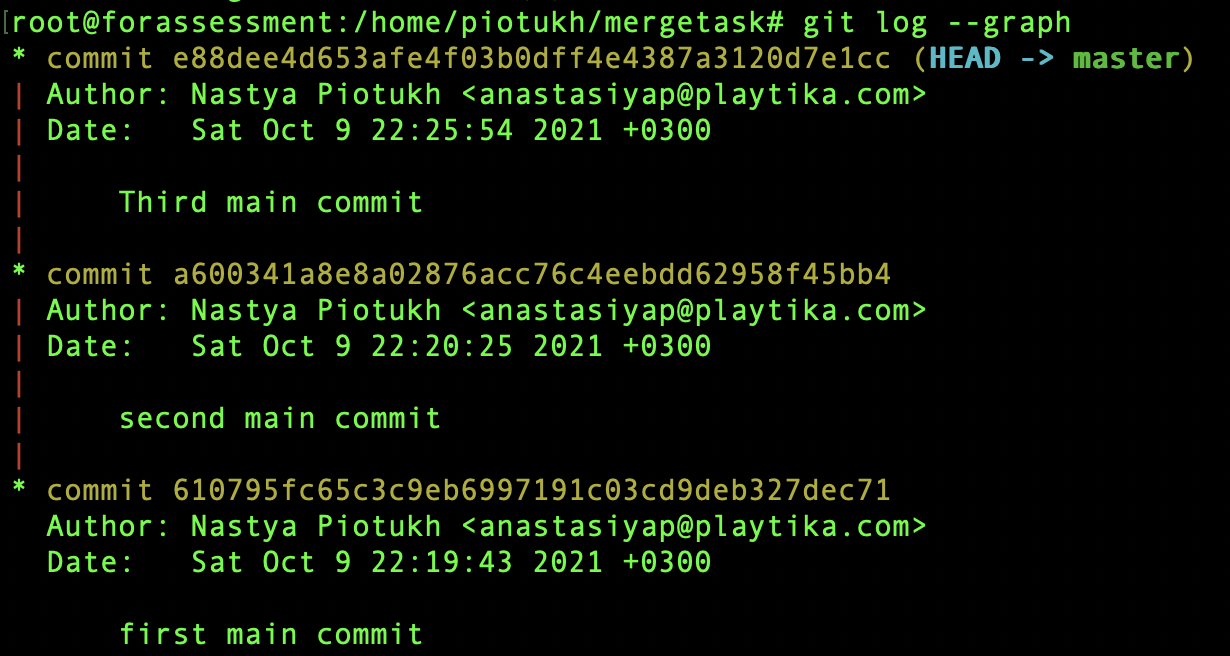 [root@forassessment:/home/piotukh/mergetask# git log --graph
* commit e88dee4d653afe4f03b0dff4e4387a3120d7e1cc (HEAD -> master)
| Author: Nastya Piotukh <anastasiyap@playtika.com>
| Date:   Sat Oct 9 22:25:54 2021 +0300
|
|     Third main commit
|
* commit a600341a8e8a02876acc76c4eebdd62958f45bb4
| Author: Nastya Piotukh <anastasiyap@playtika.com>
| Date:   Sat Oct 9 22:20:25 2021 +0300
|
|     second main commit
|
* commit 610795fc65c3c9eb6997191c03cd9deb327dec71
  Author: Nastya Piotukh <anastasiyap@playtika.com>
  Date:   Sat Oct 9 22:19:43 2021 +0300

      first main commit